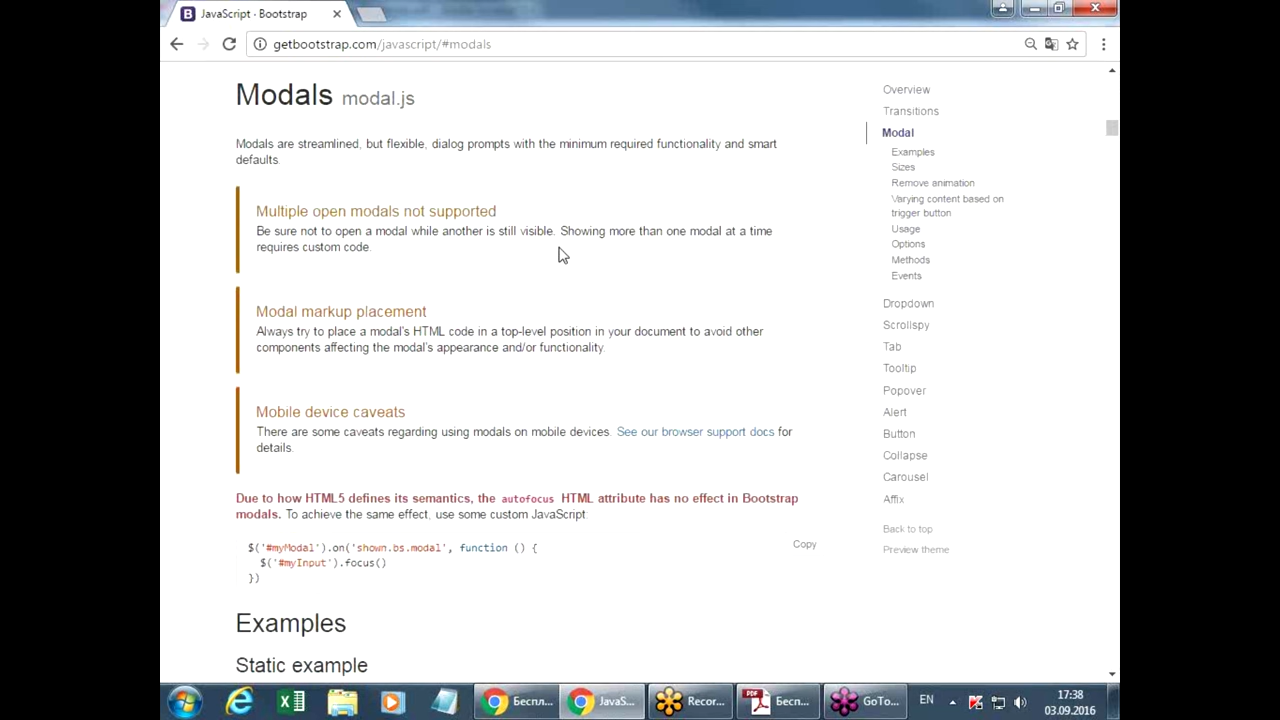 JavaScript · Bootstrap
getbootstrap.com/javascript/#modals
Modals modal.js
Modals are streamlined, but flexible, dialog prompts with the minimum required functionality and smart
defaults.
Multiple open modals not supported
Be sure not to open a modal while another is still visible. Showing more than one modal at a time
requires custom code.
Modal markup placement
Always try to place a modal's HTML code in a top-level position in your document to avoid other
components affecting the modal's appearance and/or functionality.
Mobile device caveats
There are some caveats regarding using modals on mobile devices. See our browser support docs for
details.
Due to how HTML5 defines its semantics, the autofocus HTML attribute has no effect in Bootstrap
modals. To achieve the same effect, use some custom JavaScript:
Copy
$('#myModal').on('shown.bs.modal', function () {
$('#myInput').focus()
})
Examples
Static example
Overview
Transitions
Modal
Examples
Sizes
Remove animation
Varying content based on
trigger button
Usage
Options
Methods
Events
Dropdown
Scrollspy
Tab
Tooltip
Popover
Alert
Button
Collapse
Carousel
Affix
Back to top
Preview theme
Беспл...
JavaS...
Recor...
PDF
Бесп...
GoTo...
EN
17:38
03.09.2016